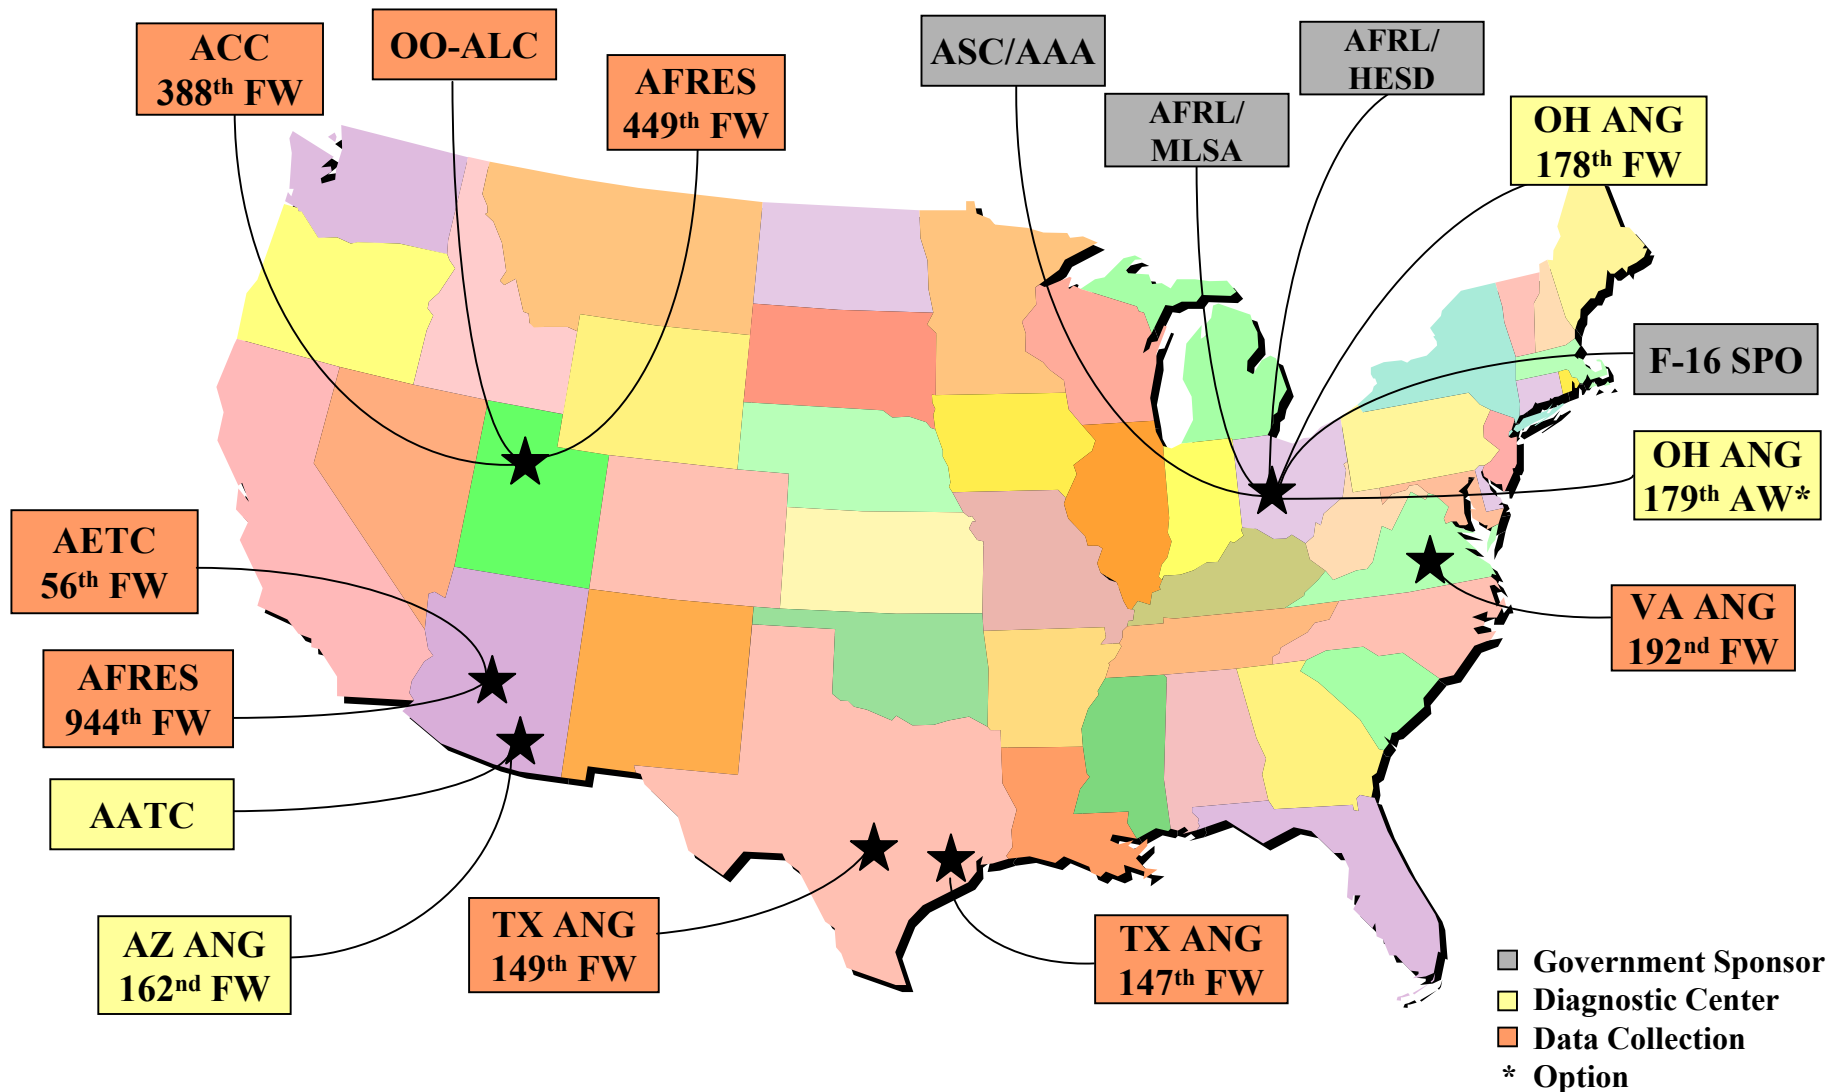 ACC
388th FW
OO-ALC
AFRES
449th FW
ASC/AAA
AFRL/
MLSA
AFRL/
HESD
OH ANG
178th FW
F-16 SPO
OH ANG
179th AW*
VA ANG
192nd FW
AETC
56th FW
AFRES
944th FW
AATC
AZ ANG
162nd FW
TX ANG
149th FW
TX ANG
147th FW
Government Sponsor
Diagnostic Center
Data Collection
* Option